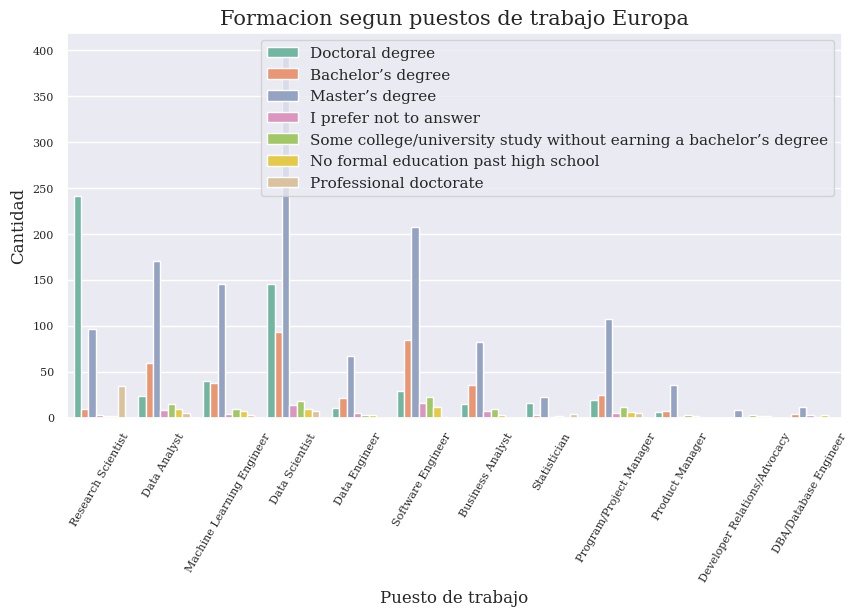 Formacion segun puestos de trabajo Europa
Doctoral degree
Bachelor’s degree
Master’s degree
I prefer not to answer
Some college/university study without earning a bachelor’s degree
No formal education past high school
Professional doctorate
Cantidad
400
350
300
250
200
150
100
50
0
Research Scientist
Data Analyst
Machine Learning Engineer
Data Scientist
Data Engineer
Software Engineer
Business Analyst
Statistician
Program/Project Manager
Product Manager
Developer Relations/Advocacy
DBA/Database Engineer
Puesto de trabajo